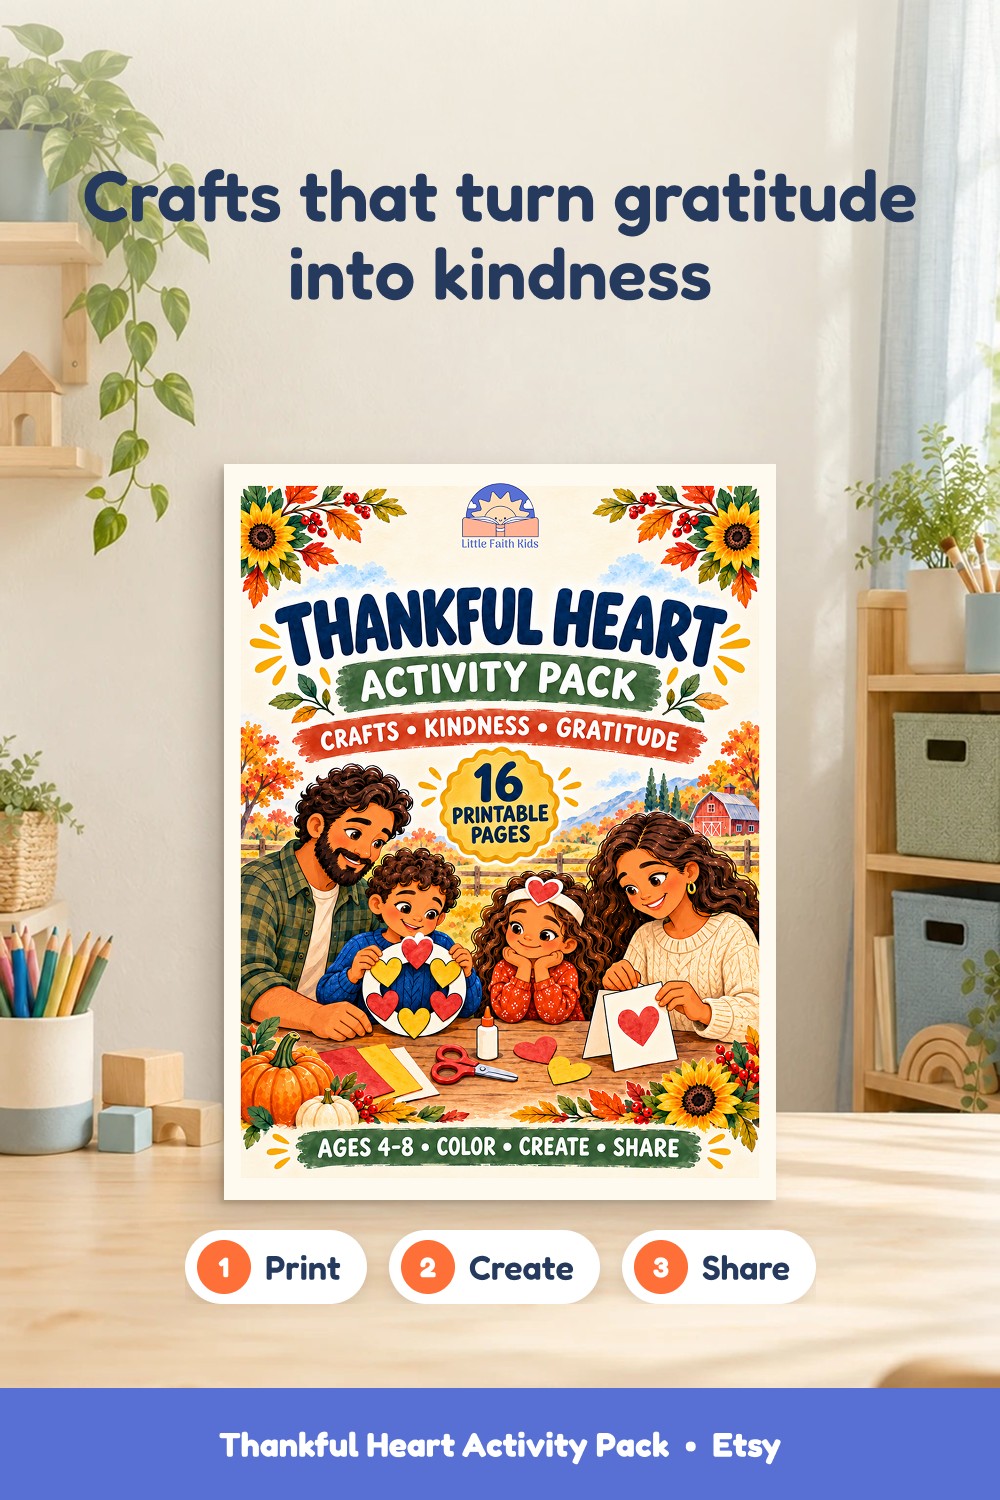 Crafts that turn gratitude
into kindness
Little Faith Kids
THANKFUL HEART
ACTIVITY PACK
CRAFTS • KINDNESS • GRATITUDE
16
PRINTABLE
PAGES
AGES 4-8 • COLOR • CREATE • SHARE
1 Print
2 Create
3 Share
Thankful Heart Activity Pack • Etsy